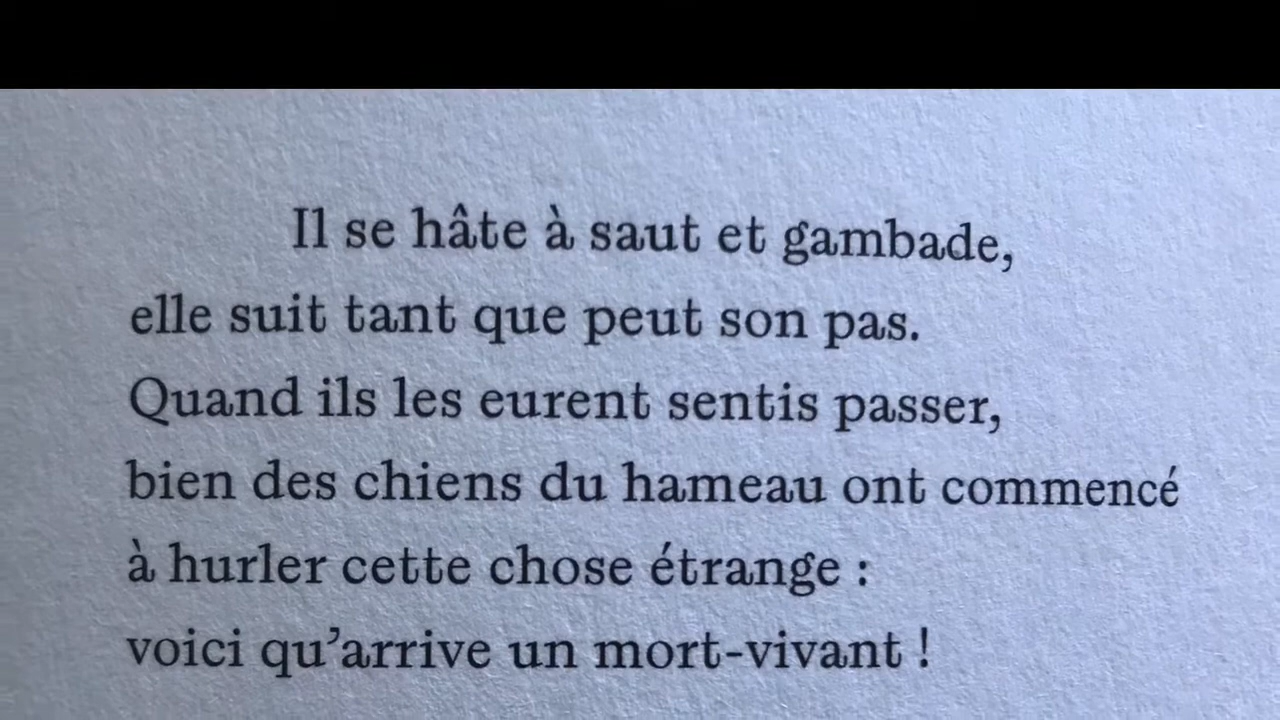 Il se hâte à saut et gambade,
elle suit tant que peut son pas.
Quand ils les eurent sentis passer,
bien des chiens du hameau ont commencé
à hurler cette chose étrange :
voici qu’arrive un mort-vivant !